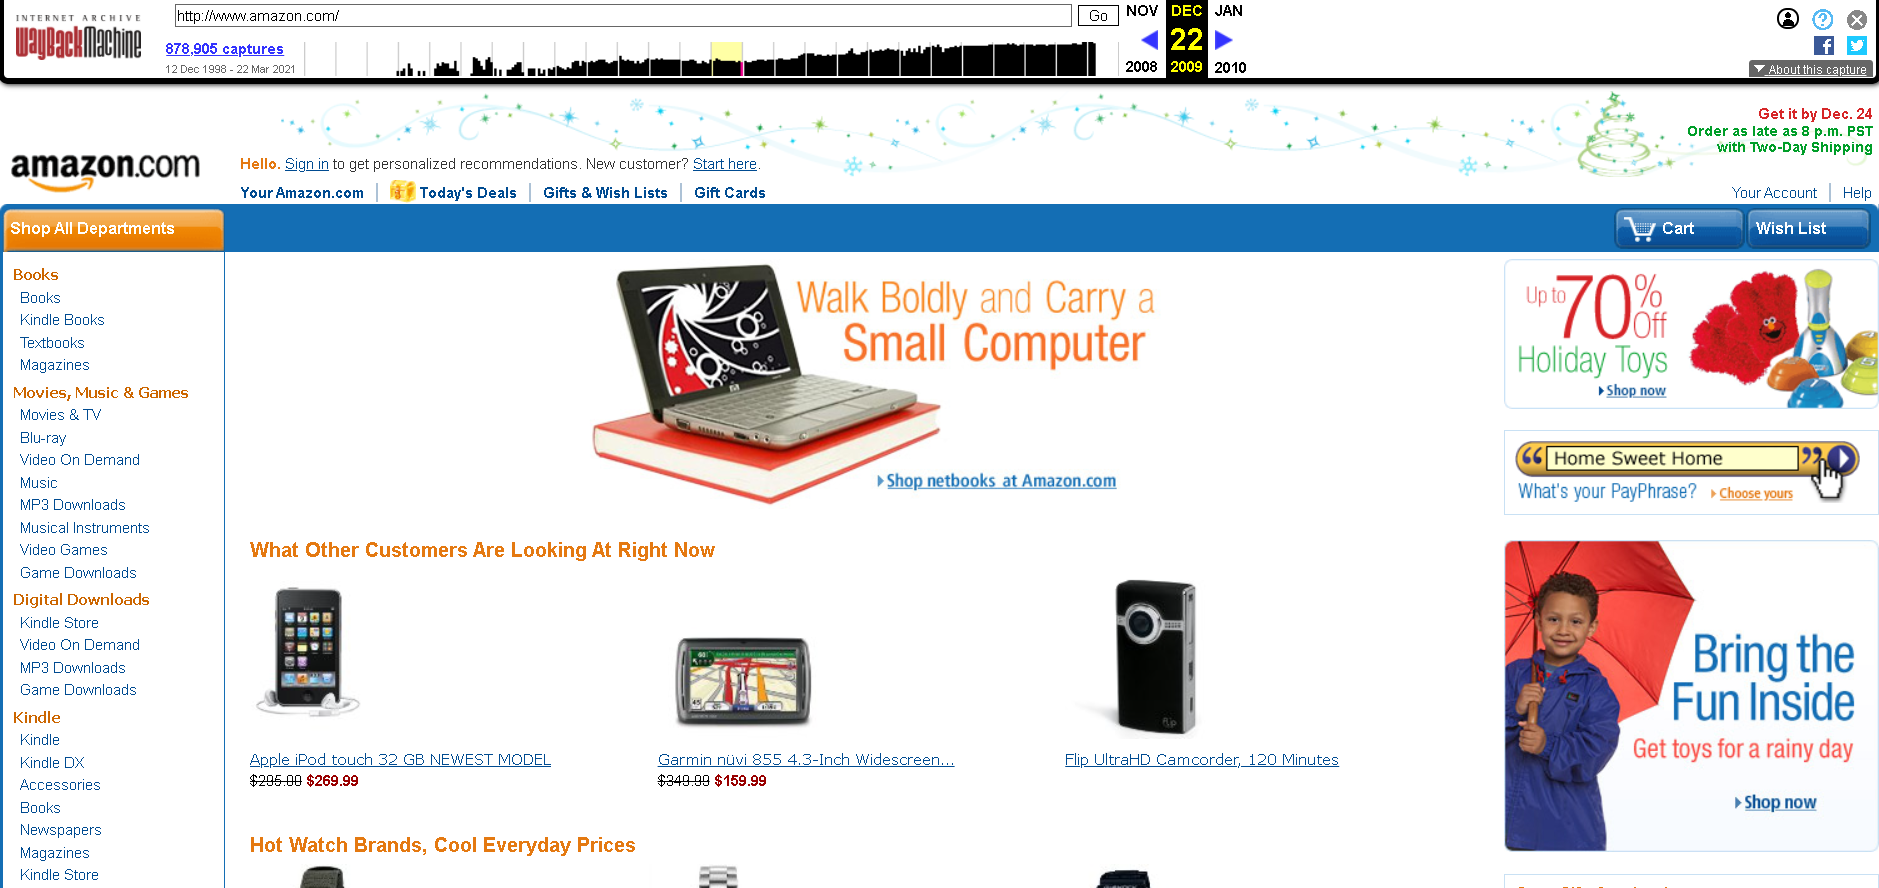 INTERNET ARCHIVE
WayBackMachine
http://www.amazon.com/
Go
NOV
DEC
JAN
878,905 captures
22
12 Dec 1998 - 22 Mar 2021
2008
2009
2010
About this capture
amazon.com
Hello. Sign in to get personalized recommendations. New customer? Start here.
Get it by Dec. 24
Order as late as 8 p.m. PST
with Two-Day Shipping
Your Amazon.com
Today's Deals
Gifts & Wish Lists
Gift Cards
Your Account
Help
Shop All Departments
Cart
Wish List
Books
Books
Kindle Books
Textbooks
Magazines
Movies, Music & Games
Movies & TV
Blu-ray
Video On Demand
Music
MP3 Downloads
Musical Instruments
Video Games
Game Downloads
Digital Downloads
Kindle Store
Video On Demand
MP3 Downloads
Game Downloads
Kindle
Kindle
Kindle DX
Accessories
Books
Newspapers
Magazines
Kindle Store
Walk Boldly and Carry a
Small Computer
Shop netbooks at Amazon.com
What Other Customers Are Looking At Right Now
Apple iPod touch 32 GB NEWEST MODEL
$295.00 $269.99
Garmin nüvi 855 4.3-Inch Widescreen...
$349.99 $159.99
flip
Flip UltraHD Camcorder, 120 Minutes
Hot Watch Brands, Cool Everyday Prices
Up to 70% Off
Holiday Toys
Shop now
“ Home Sweet Home ”
What's your PayPhrase? Choose yours
Bring the
Fun Inside
Get toys for a rainy day
Shop now